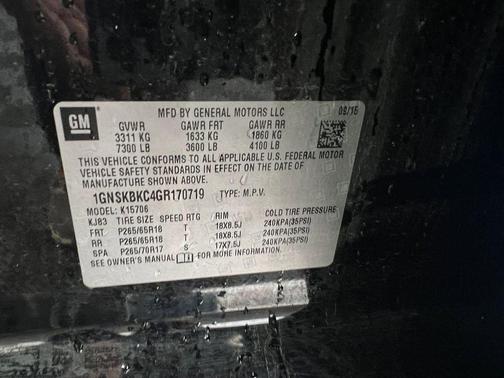 GM
MFD BY GENERAL MOTORS LLC 09/15
GVWR GAWR FRT GAWR RR
3311 KG 1633 KG 1860 KG
7300 LB 3600 LB 4100 LB
THIS VEHICLE CONFORMS TO ALL APPLICABLE U.S. FEDERAL MOTOR
VEHICLE SAFETY STANDARDS IN EFFECT ON THE DATE OF
MANUFACTURE SHOWN ABOVE.
1GNSKBKC4GR170719 TYPE: M.P.V.
MODEL: K15706
KJ83 TIRE SIZE SPEED RTG RIM COLD TIRE PRESSURE
FRT P265/65R18 T 18X8.5J 240KPA(35PSI)
RR P265/65R18 T 18X8.5J 240KPA(35PSI)
SPA P265/70R17 S 17X7.5J 240KPA(35PSI)
SEE OWNER'S MANUAL FOR MORE INFORMATION.